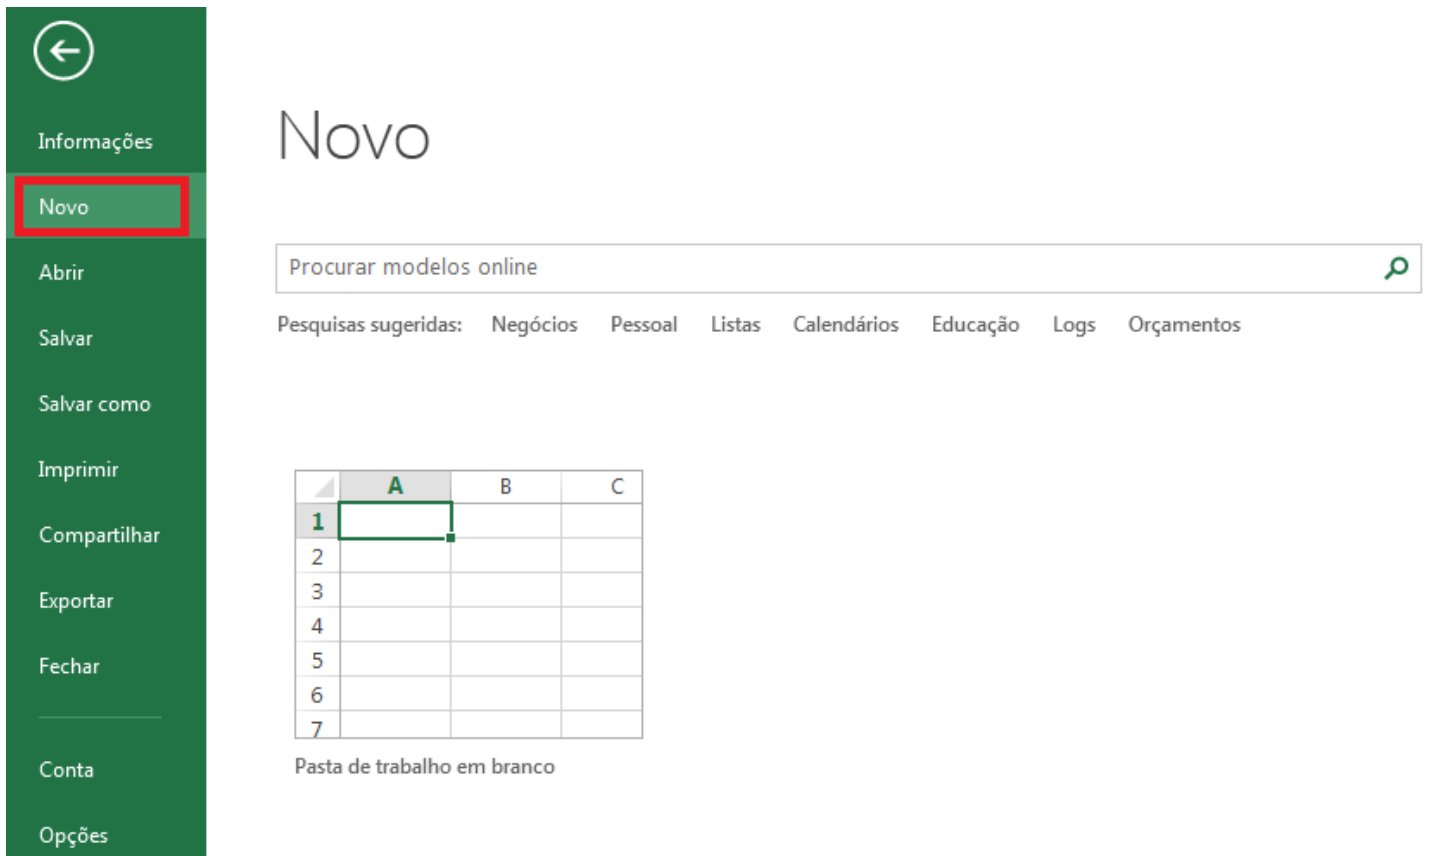 Informações
Novo
Abrir
Salvar
Salvar como
Imprimir
Compartilhar
Exportar
Fechar
Conta
Opções
Novo
Procurar modelos online
Pesquisas sugeridas: Negócios Pessoal Listas Calendários Educação Logs Orçamentos
A B C
1
2
3
4
5
6
7
Pasta de trabalho em branco